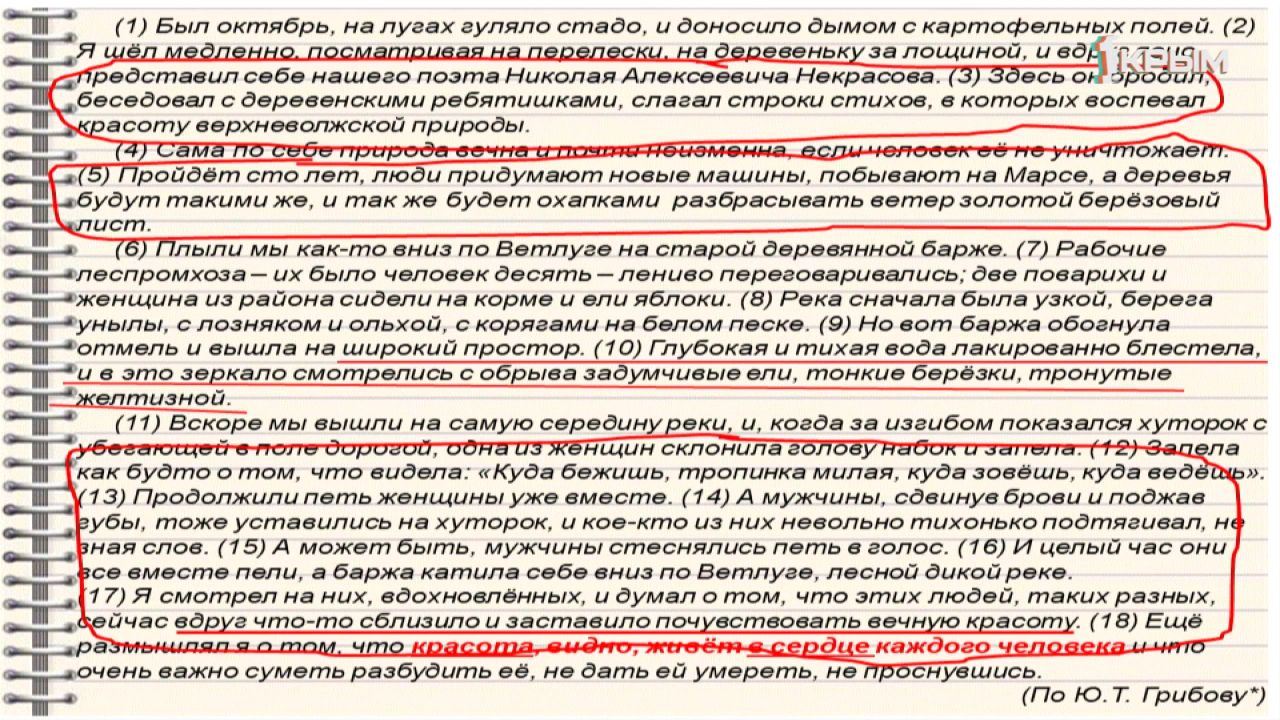 (1) Был октябрь, на лугах гуляло стадо, и доносило дымом с картофельных полей. (2)
Я шёл медленно, посматривая на перелески, на деревеньку за лощиной, и
представил себе нашего поэта Николая Алексеевича Некрасова. (3) Здесь он бродил,
беседовал с деревенскими ребятишками, слагал строки стихов, в которых воспевал
красоту верхневолжской природы.
(4) Сама по себе природа вечна и почти неизменна, если человек её не уничтожает.
(5) Пройдёт сто лет, люди придумают новые машины, побывают на Марсе, а деревья
будут такими же, и так же будет охапками разбрасывать ветер золотой берёзовый
лист.
(6) Плыли мы как-то вниз по Ветлуге на старой деревянной барже. (7) Рабочие
леспромхоза – их было человек десять – лениво переговаривались; две поварихи и
женщина из района сидели на корме и ели яблоки. (8) Река сначала была узкой, берега
унылы, с лозняком и ольхой, с корягами на белом песке. (9) Но вот баржа обогнула
отмель и вышла на широкий простор. (10) Глубокая и тихая вода лакированно блестела,
и в это зеркало смотрелись с обрыва задумчивые ели, тонкие берёзки, тронутые
желтизной.
(11) Вскоре мы вышли на самую середину реки, и, когда за изгибом показался хуторок с
убегающей в поле дорогой, одна из женщин склонила голову набок и запела. (12) Запела
как будто о том, что видела: «Куда бежишь, тропинка милая, куда зовёшь, куда ведёшь».
(13) Продолжили петь женщины уже вместе. (14) А мужчины, сдвинув брови и поджав
губы, тоже уставились на хуторок, и кое-кто из них невольно тихонько подтягивал, не
зная слов. (15) А может быть, мужчины стеснялись петь в голос. (16) И целый час они
все вместе пели, а баржа катила себе вниз по Ветлуге, лесной дикой реке.
(17) Я смотрел на них, вдохновлённых, и думал о том, что этих людей, таких разных,
сейчас вдруг что-то сблизило и заставило почувствовать вечную красоту. (18) Ещё
размышлял я о том, что красота, видно, живёт в сердце каждого человека и что
очень важно суметь разбудить её, не дать ей умереть, не проснувшись.
(По Ю.Т. Грибову*)